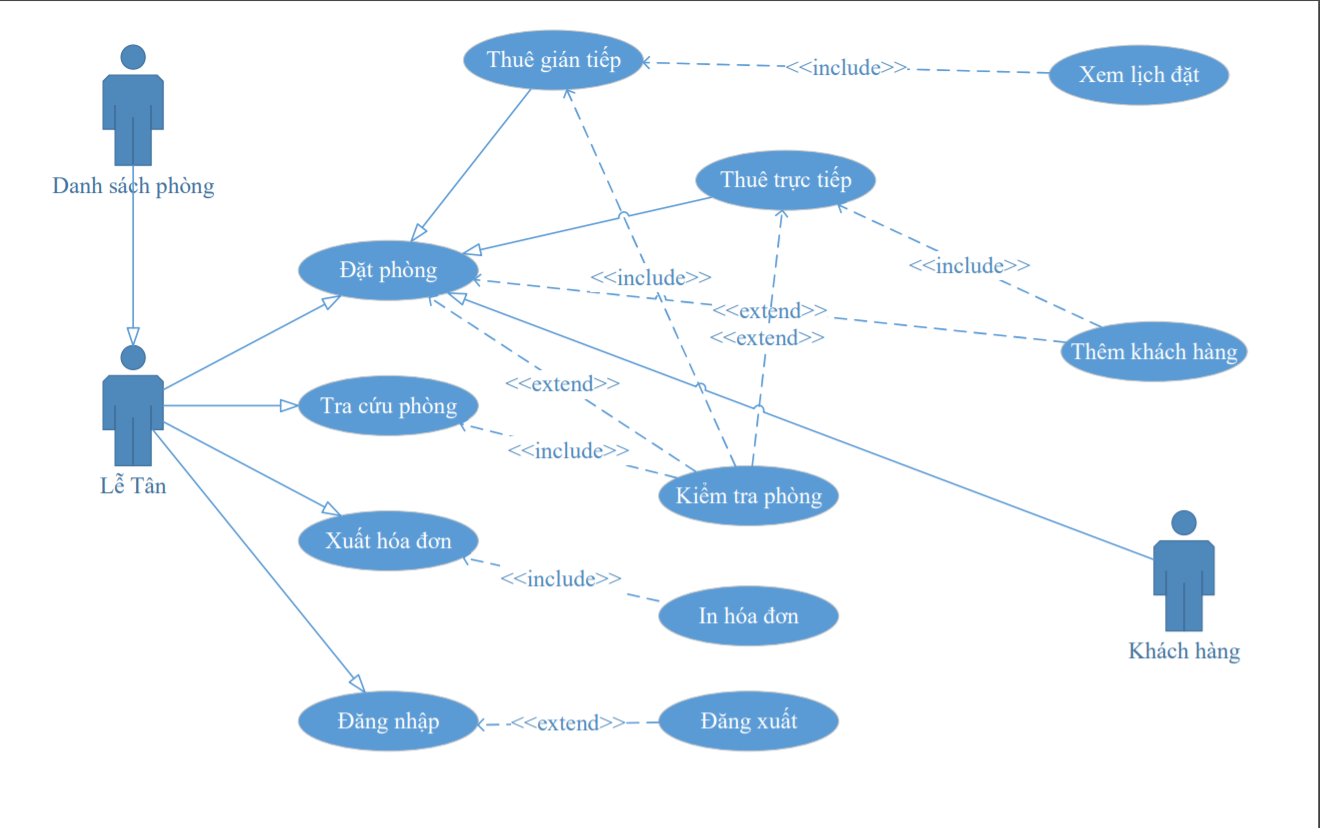 Thuê gián tiếp
<<include>>
Xem lịch đặt
Danh sách phòng
Thuê trực tiếp
Đặt phòng
<<include>>
<<include>>
<<extend>>
<<extend>>
Thêm khách hàng
<<extend>>
Tra cứu phòng
<<include>>
Lễ Tân
Kiểm tra phòng
Xuất hóa đơn
<<include>>
In hóa đơn
Khách hàng
Đăng nhập
<<extend>>
Đăng xuất